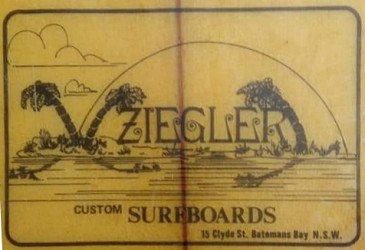 ZIEGLER
CUSTOM SURFBOARDS
15 Clyde St. Batemans Bay N.S.W.